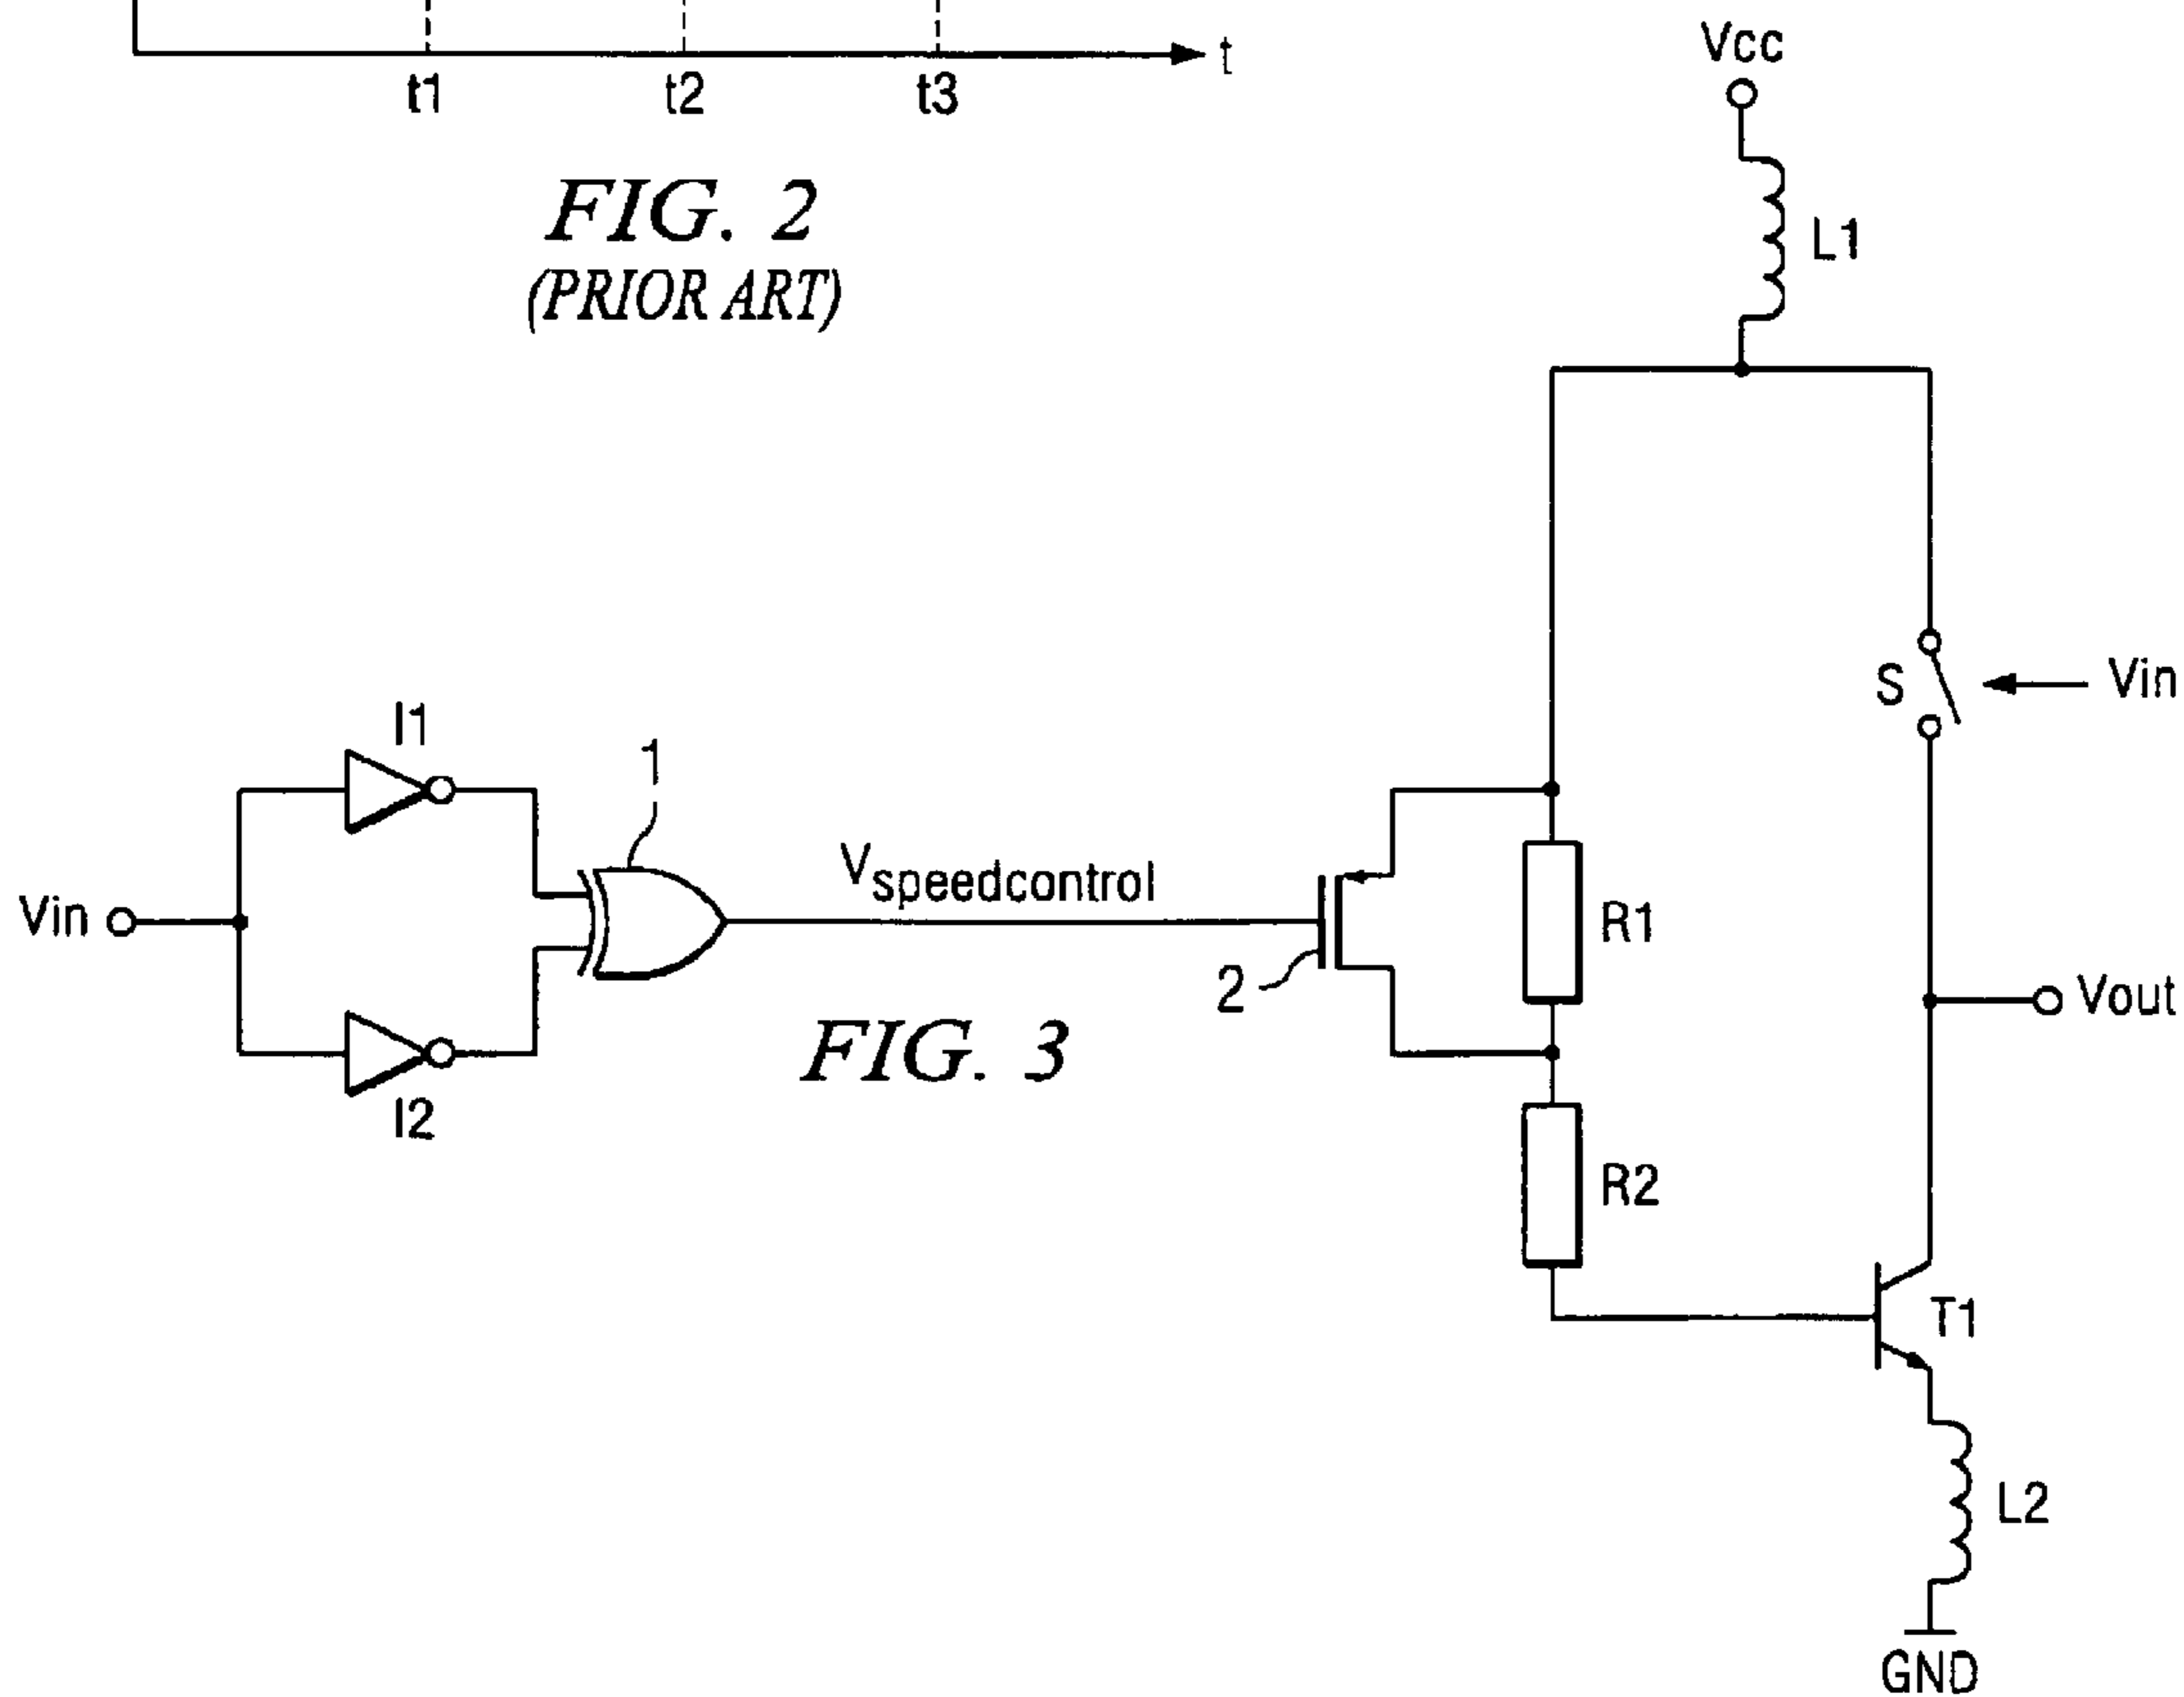 t
t1 t2 t3
FIG. 2
(PRIOR ART)
Vcc
L1
S
Vin
I1
1
Vspeedcontrol
Vin
R1
2
Vout
FIG. 3
I2
R2
T1
L2
GND